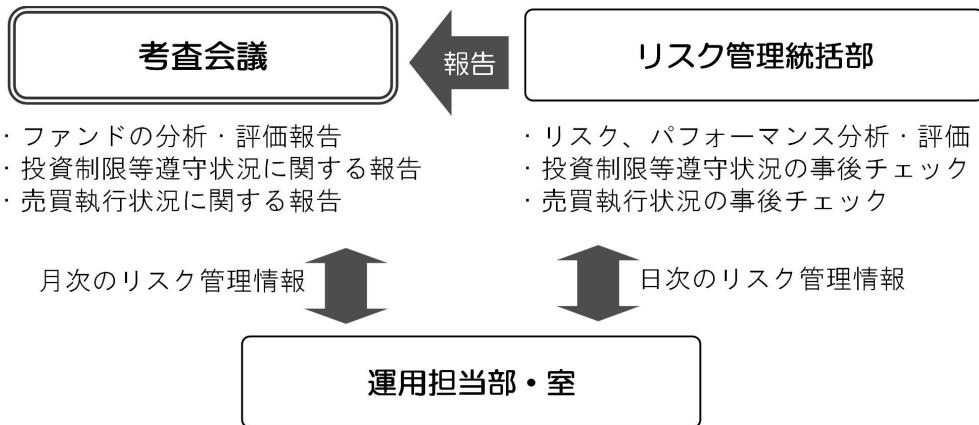 考査会議
報告
リスク管理統括部
・ファンドの分析・評価報告
・投資制限等遵守状況に関する報告
・売買執行状況に関する報告
・リスク、パフォーマンス分析・評価
・投資制限等遵守状況の事後チェック
・売買執行状況の事後チェック
月次のリスク管理情報
日次のリスク管理情報
運用担当部・室